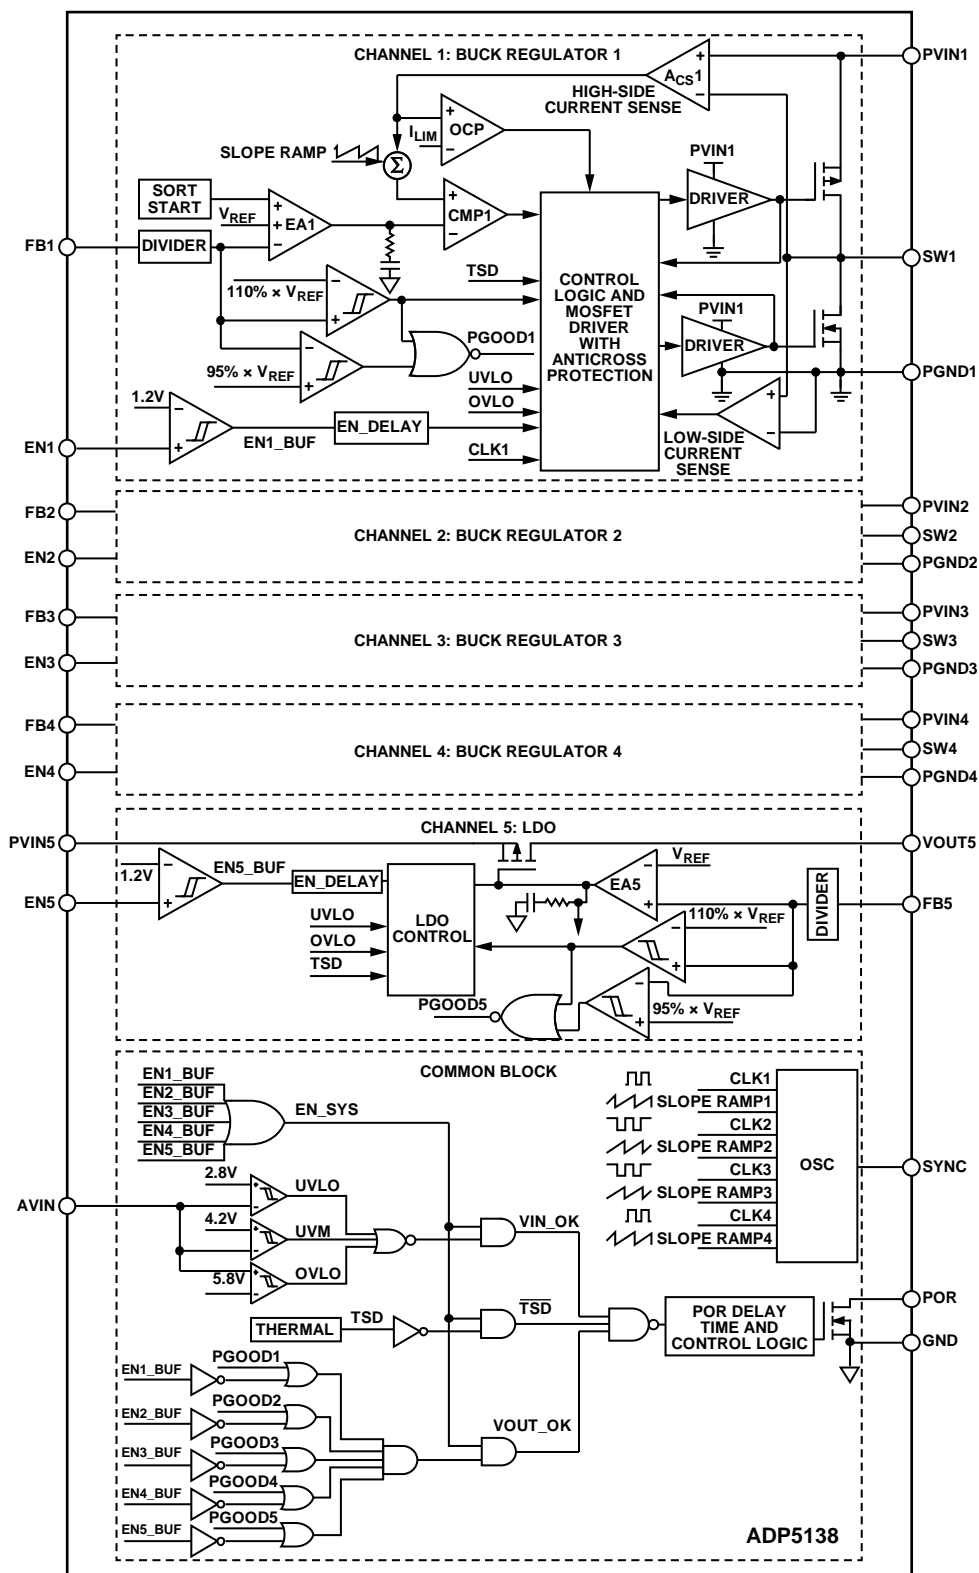 CHANNEL 1: BUCK REGULATOR 1
PVIN1
ACS1
HIGH-SIDE
CURRENT SENSE
+
−
OCP
ILIM
SLOPE RAMP
Σ
PVIN1
DRIVER
SORT
START
VREF
EA1
CMP1
FB1
DIVIDER
SW1
TSD
110% × VREF
CONTROL
LOGIC AND
MOSFET
DRIVER
WITH
ANTICROSS
PROTECTION
PVIN1
DRIVER
PGOOD1
95% × VREF
PGND1
UVLO
OVLO
1.2V
EN1
EN1_BUF
EN_DELAY
CLK1
LOW-SIDE
CURRENT
SENSE
FB2
EN2
CHANNEL 2: BUCK REGULATOR 2
PVIN2
SW2
PGND2
FB3
EN3
CHANNEL 3: BUCK REGULATOR 3
PVIN3
SW3
PGND3
FB4
EN4
CHANNEL 4: BUCK REGULATOR 4
PVIN4
SW4
PGND4
CHANNEL 5: LDO
PVIN5
VOUT5
1.2V
EN5_BUF
EN_DELAY
EN5
LDO
CONTROL
UVLO
OVLO
TSD
EA5
VREF
DIVIDER
FB5
110% × VREF
PGOOD5
95% × VREF
COMMON BLOCK
EN1_BUF
EN2_BUF
EN3_BUF
EN4_BUF
EN5_BUF
EN_SYS
CLK1
SLOPE RAMP1
CLK2
SLOPE RAMP2
CLK3
SLOPE RAMP3
CLK4
SLOPE RAMP4
OSC
SYNC
AVIN
2.8V
UVLO
4.2V
UVM
5.8V
OVLO
VIN_OK
THERMAL
TSD
TSD
POR DELAY
TIME AND
CONTROL LOGIC
POR
GND
EN1_BUF
PGOOD1
EN2_BUF
PGOOD2
EN3_BUF
PGOOD3
EN4_BUF
PGOOD4
EN5_BUF
PGOOD5
VOUT_OK
ADP5138